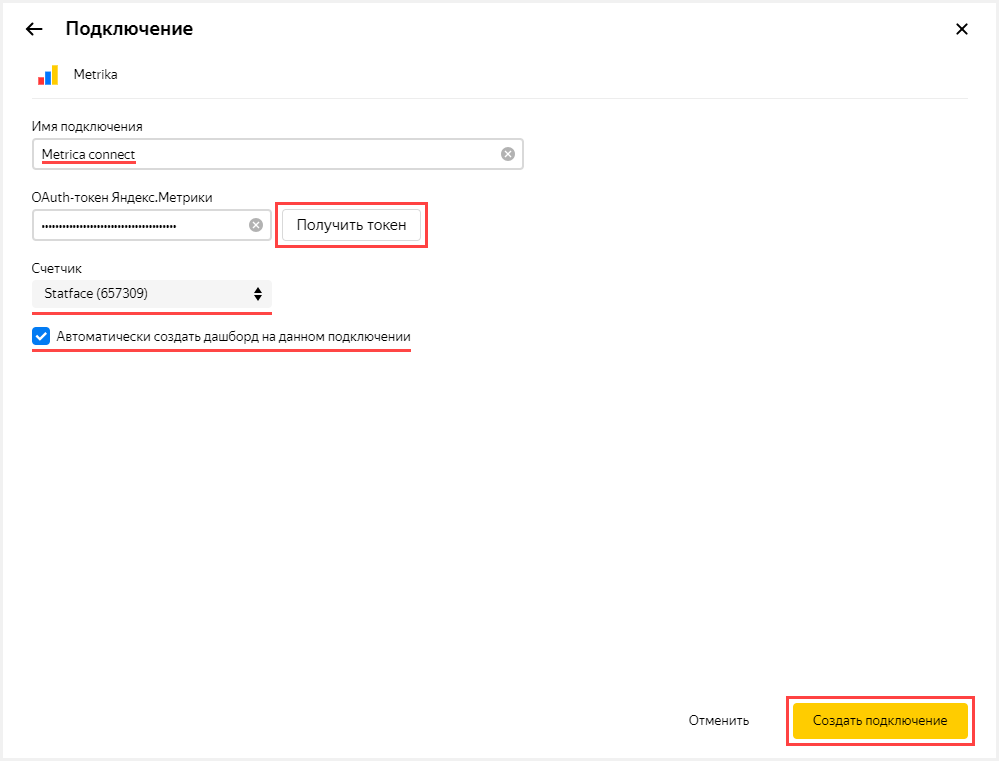 Подключение
Metrika
Имя подключения
Metrica connect
OAuth-токен Яндекс.Метрики
Получить токен
Счетчик
Statface (657309)
Автоматически создать дашборд на данном подключении
Отменить
Создать подключение